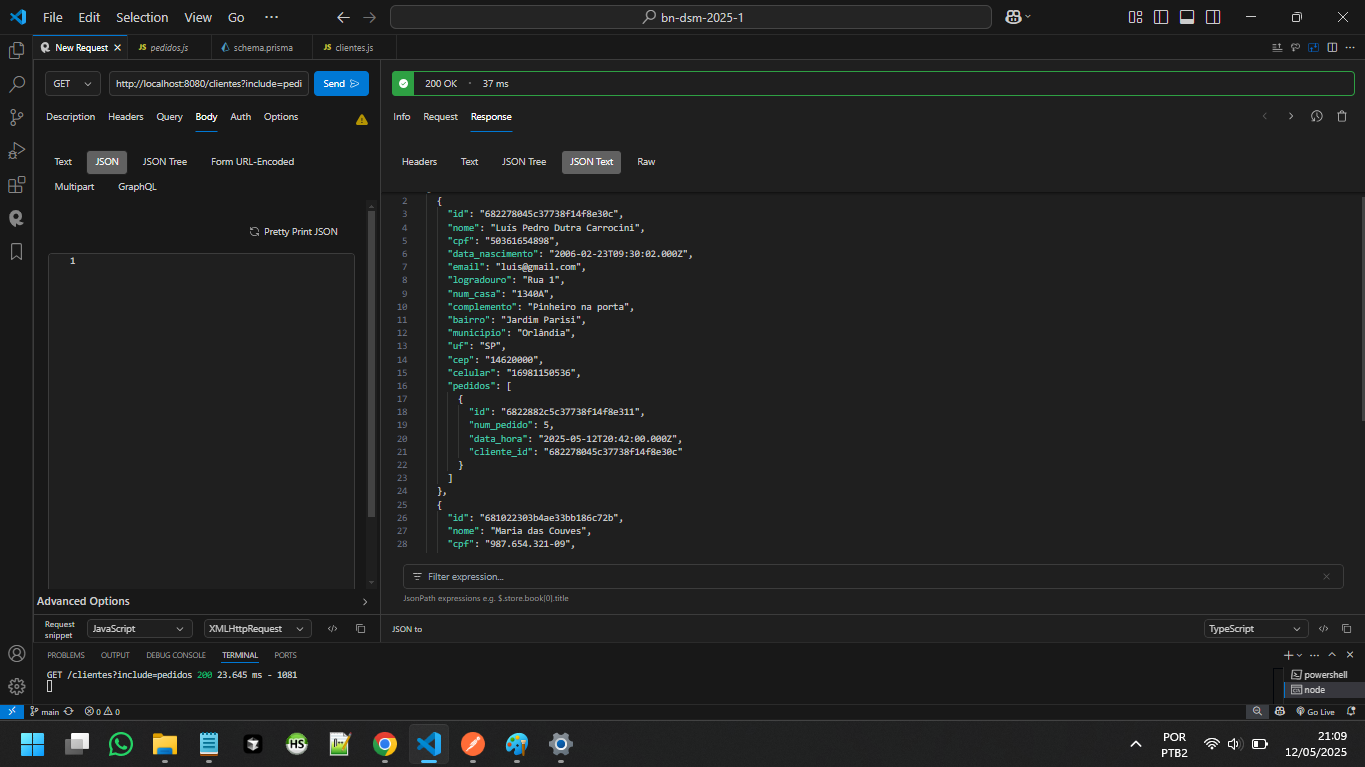 File Edit Selection View Go ··· bn-dsm-2025-1
New Request JS pedidos.js schema.prisma JS clientes.js
GET http://localhost:8080/clientes?include=pedi Send
200 OK · 37 ms
Description Headers Query Body Auth Options
Info Request Response
Text JSON JSON Tree Form URL-Encoded
Multipart GraphQL
Headers Text JSON Tree JSON Text Raw
Pretty Print JSON
1
2 {
3 "id": "682278045c37738f14f8e30c",
4 "nome": "Luís Pedro Dutra Carrocini",
5 "cpf": "50361654898",
6 "data_nascimento": "2006-02-23T09:30:02.000Z",
7 "email": "luis@gmail.com",
8 "logradouro": "Rua 1",
9 "num_casa": "1340A",
10 "complemento": "Pinheiro na porta",
11 "bairro": "Jardim Parisi",
12 "municipio": "Orlândia",
13 "uf": "SP",
14 "cep": "14620000",
15 "celular": "16981150536",
16 "pedidos": [
17 {
18 "id": "6822882c5c37738f14f8e311",
19 "num_pedido": 5,
20 "data_hora": "2025-05-12T20:42:00.000Z",
21 "cliente_id": "682278045c37738f14f8e30c"
22 }
23 ]
24 },
25 {
26 "id": "681022303b4ae33bb186c72b",
27 "nome": "Maria das Couves",
28 "cpf": "987.654.321-09",
Filter expression...
JsonPath expressions e.g. $.store.book[0].title
Advanced Options
Request snippet JavaScript XMLHttpRequest
JSON to TypeScript
PROBLEMS OUTPUT DEBUG CONSOLE TERMINAL PORTS
GET /clientes?include=pedidos 200 23.645 ms - 1081
powershell
node
main 0 0 Go Live
HS
POR
PTB2
21:09
12/05/2025